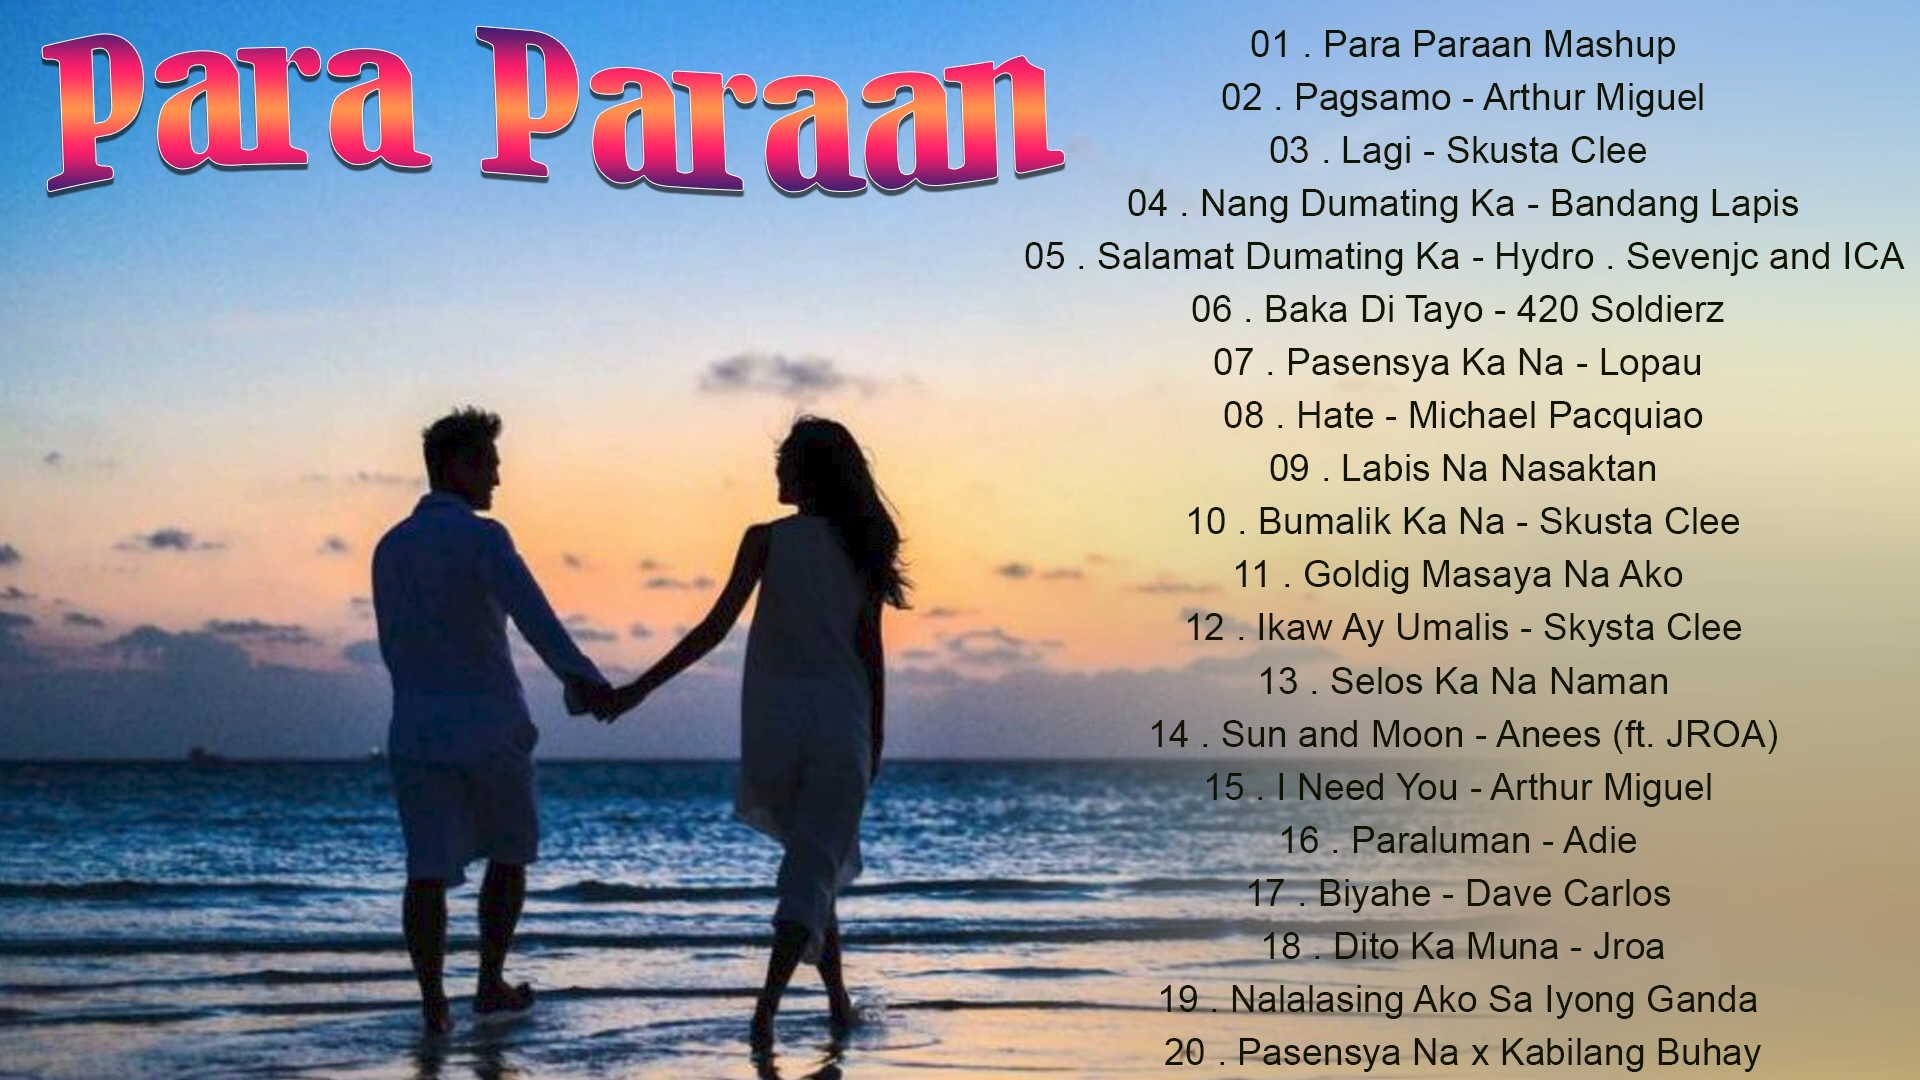 Para Paraan
01 . Para Paraan Mashup
02 . Pagsamo - Arthur Miguel
03 . Lagi - Skusta Clee
04 . Nang Dumating Ka - Bandang Lapis
05 . Salamat Dumating Ka - Hydro . Sevenjc and ICA
06 . Baka Di Tayo - 420 Soldierz
07 . Pasensya Ka Na - Lopau
08 . Hate - Michael Pacquiao
09 . Labis Na Nasaktan
10 . Bumalik Ka Na - Skusta Clee
11 . Goldig Masaya Na Ako
12 . Ikaw Ay Umalis - Skysta Clee
13 . Selos Ka Na Naman
14 . Sun and Moon - Anees (ft. JROA)
15 . I Need You - Arthur Miguel
16 . Paraluman - Adie
17 . Biyahe - Dave Carlos
18 . Dito Ka Muna - Jroa
19 . Nalalasing Ako Sa Iyong Ganda
20 . Pasensya Na x Kabilang Buhay